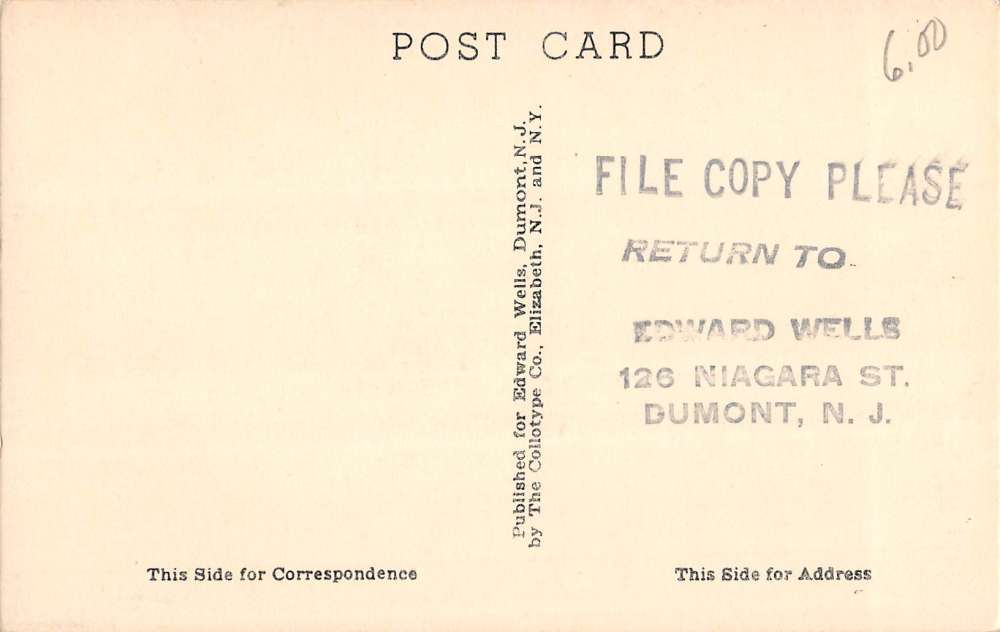 POST CARD
6.00
Published for Edward Wells, Dumont, N.J.
by The Collotype Co., Elizabeth, N.J. and N.Y.
FILE COPY PLEASE
RETURN TO
EDWARD WELLS
126 NIAGARA ST.
DUMONT, N. J.
This Side for Correspondence
This Side for Address